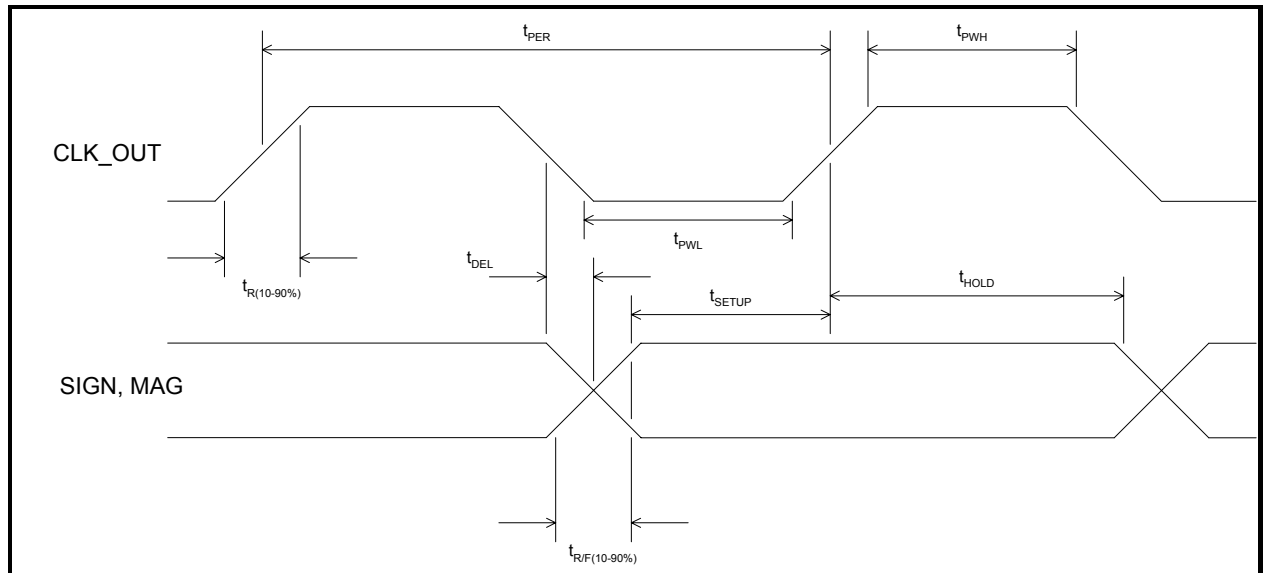 tPER
tPWH
CLK_OUT
tPWL
tDEL
tR(10-90%)
tSETUP
tHOLD
SIGN, MAG
tR/F(10-90%)